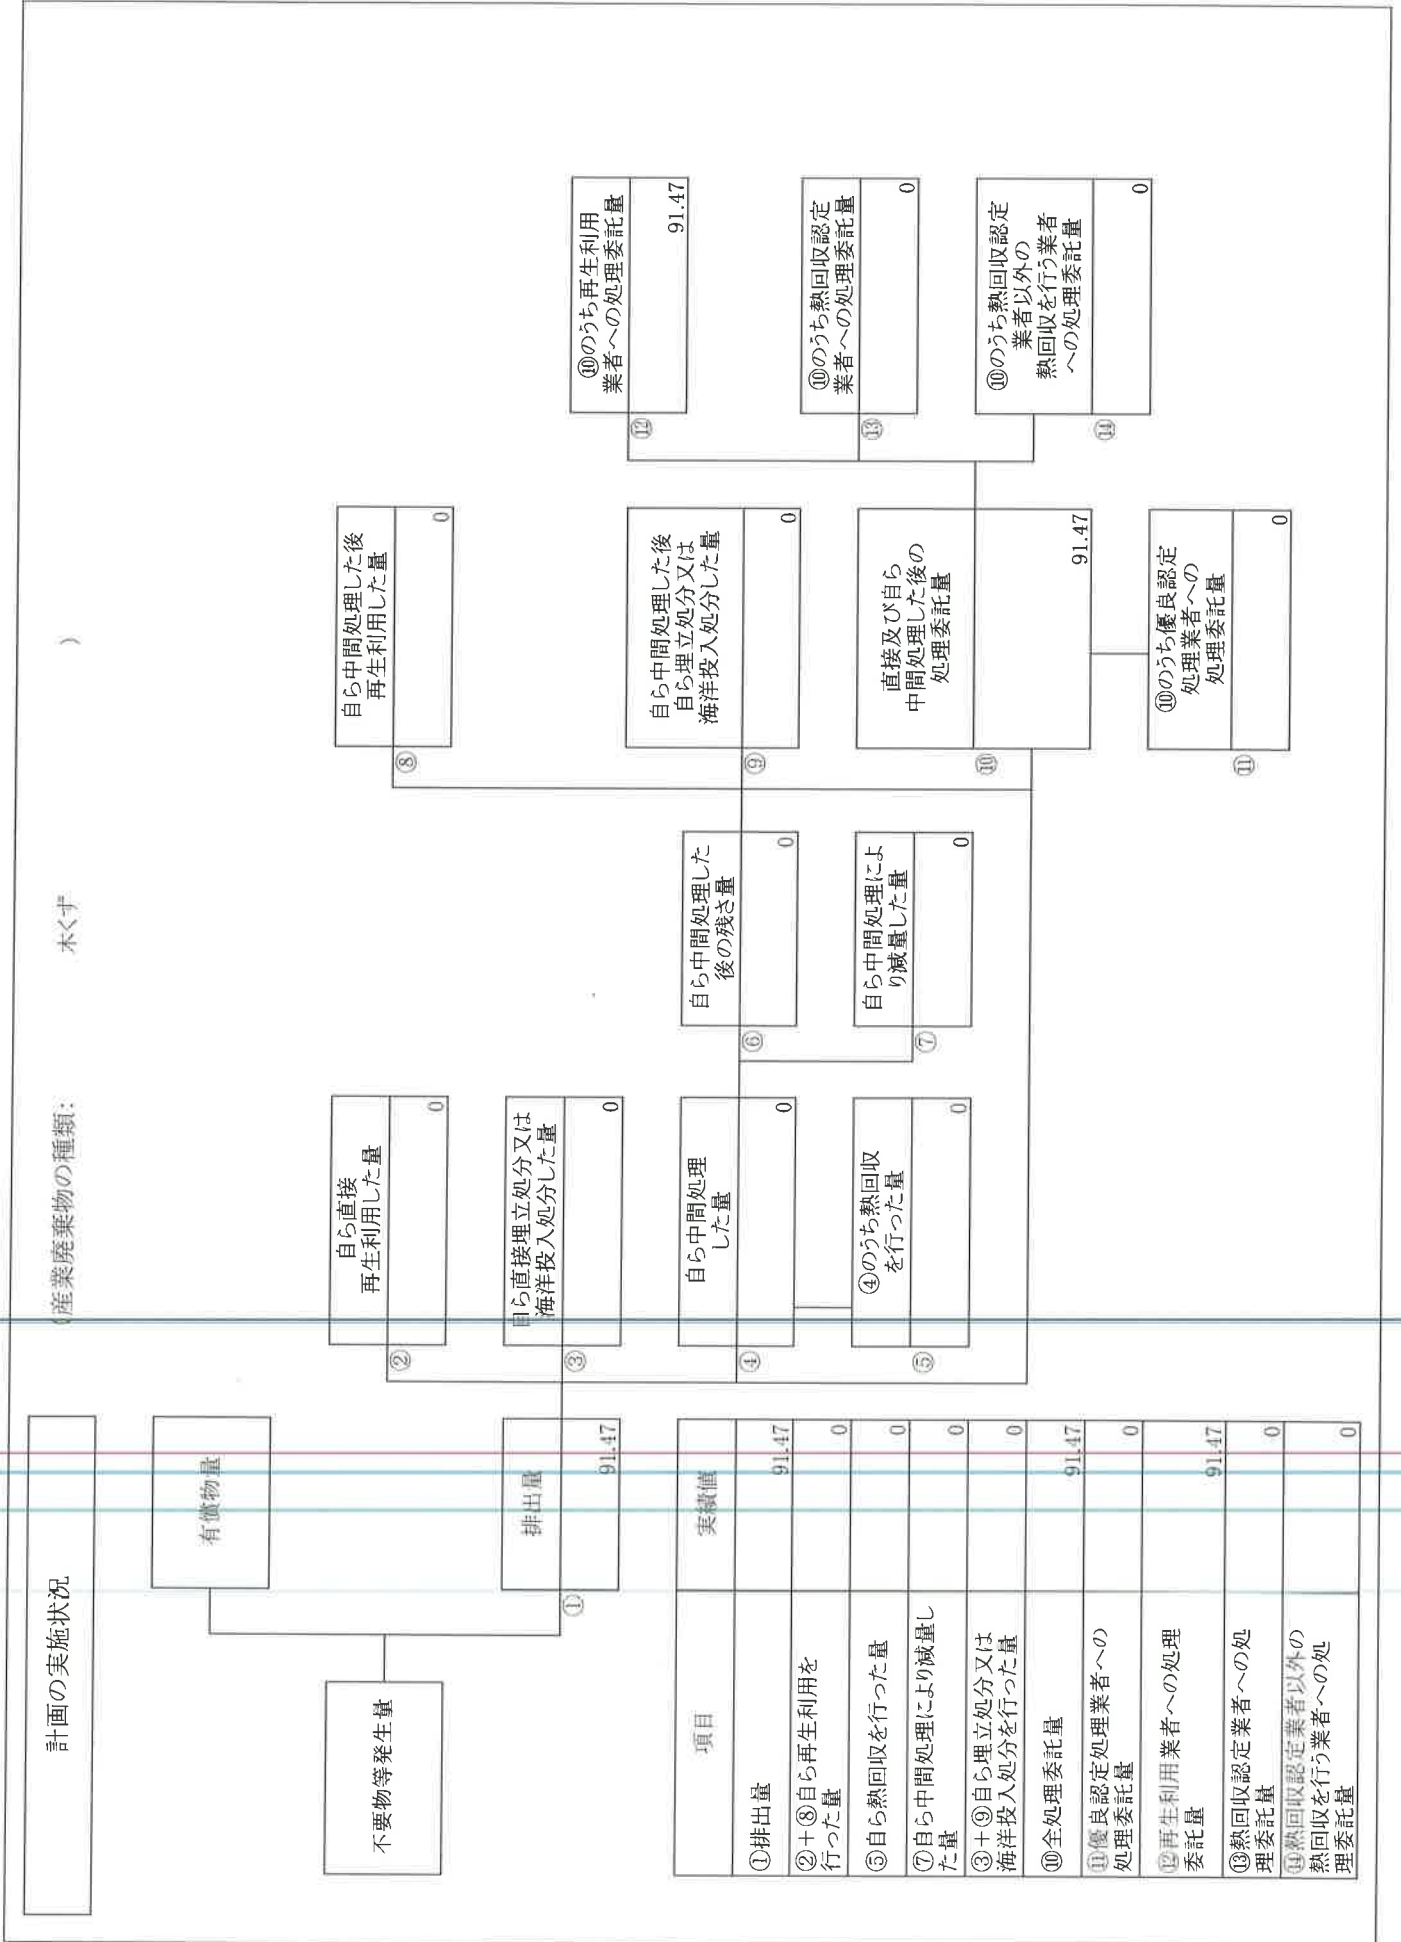 計画の実施状況
(産業廃棄物の種類: 木くず )
不要物等発生量
有償物量
①
排出量
91.47
②
自ら直接
再生利用した量
0
③
自ら直接埋立処分又は
海洋投入処分した量
0
④
自ら中間処理
した量
0
⑤
④のうち熱回収
を行った量
0
⑥
自ら中間処理した
後の残さ量
0
⑦
自ら中間処理によ
り減量した量
0
⑧
自ら中間処理した後
再生利用した量
0
⑨
自ら中間処理した後
自ら埋立処分又は
海洋投入処分した量
0
⑩
直接及び自ら
中間処理した後の
処理委託量
91.47
⑪
⑩のうち優良認定
処理業者への
処理委託量
0
⑫
⑩のうち再生利用
業者への処理委託量
91.47
⑬
⑩のうち熱回収認定
業者への処理委託量
0
⑭
⑩のうち熱回収認定
業者以外の
熱回収を行う業者
への処理委託量
0
項目 実績値
①排出量 91.47
②+⑧自ら再生利用を
行った量 0
⑤自ら熱回収を行った量 0
⑦自ら中間処理により減量し
た量 0
③+⑨自ら埋立処分又は
海洋投入処分を行った量 0
⑩全処理委託量 91.47
⑪優良認定処理業者への
処理委託量 0
⑫再生利用業者への処理
委託量 91.47
⑬熱回収認定業者への処
理委託量 0
⑭熱回収認定業者以外の
熱回収を行う業者への処
理委託量 0